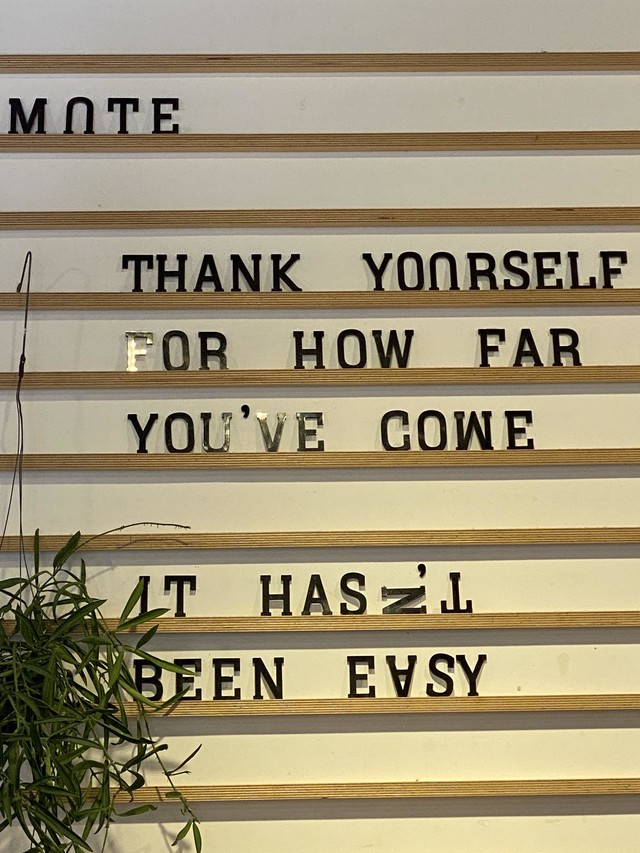 MUTE
THANK YOURSELF
FOR HOW FAR
YOU'VE COME
IT HASN'T
BEEN EASY